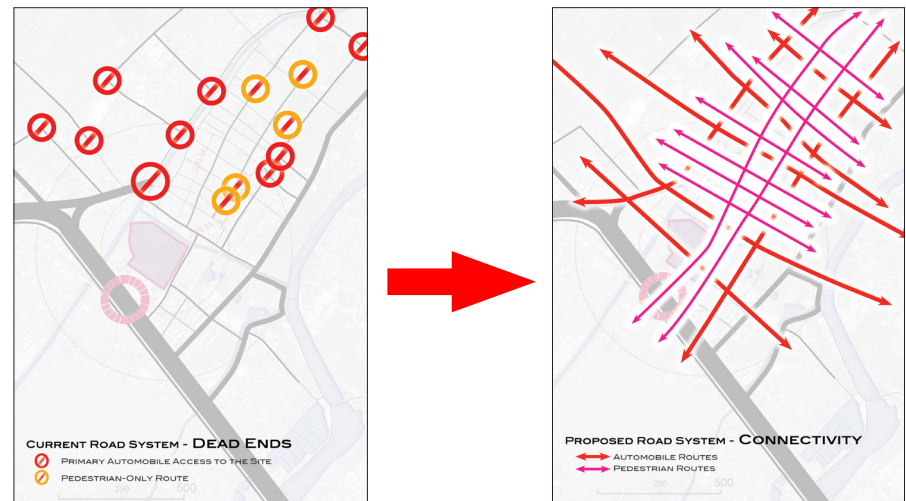 CURRENT ROAD SYSTEM - DEAD ENDS
PRIMARY AUTOMOBILE ACCESS TO THE SITE
PEDESTRIAN-ONLY ROUTE
250
500
PROPOSED ROAD SYSTEM - CONNECTIVITY
AUTOMOBILE ROUTES
PEDESTRIAN ROUTES
250
500